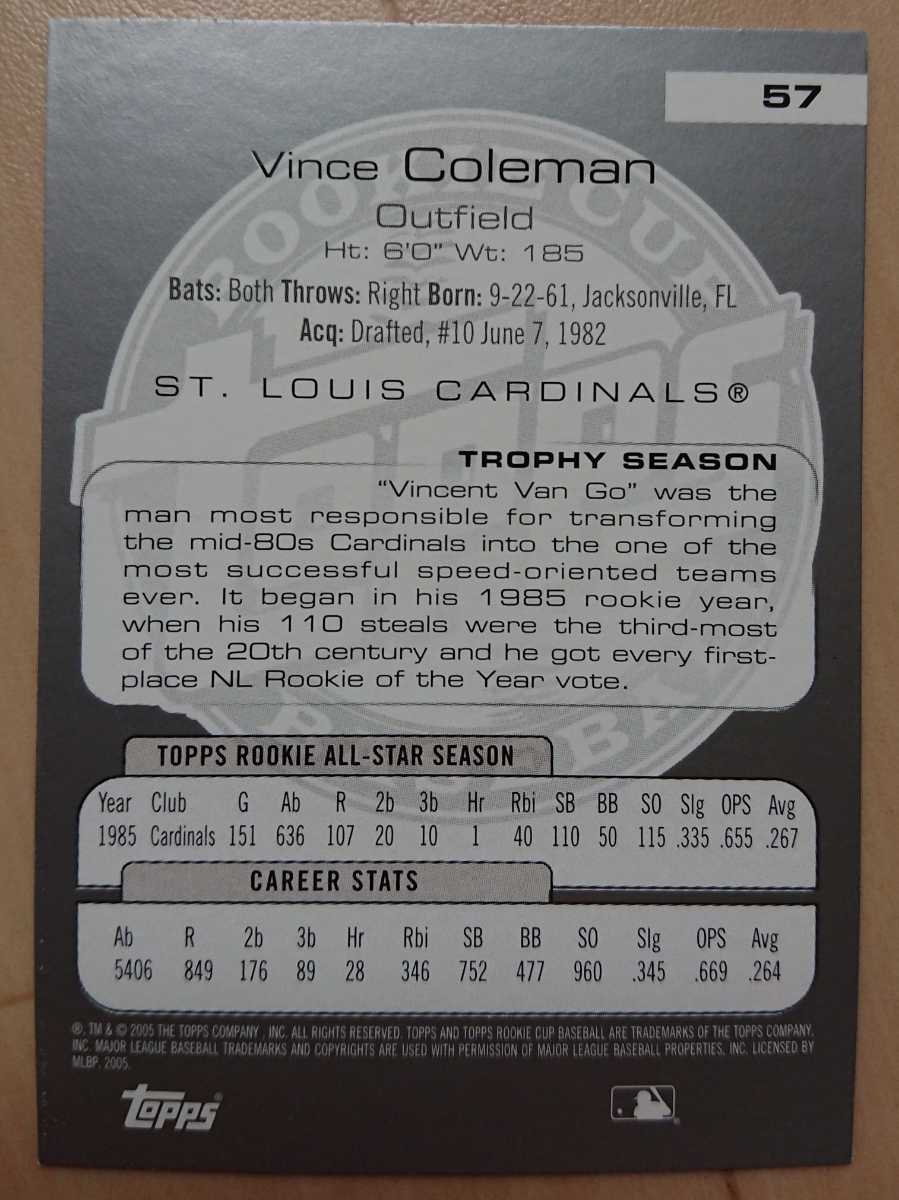 57
Vince Coleman
Outfield
Ht: 6'0" Wt: 185
Bats: Both Throws: Right Born: 9-22-61, Jacksonville, FL
Acq: Drafted, #10 June 7, 1982
ST. LOUIS CARDINALS®
TROPHY SEASON
"Vincent Van Go" was the
man most responsible for transforming
the mid-80s Cardinals into the one of the
most successful speed-oriented teams
ever. It began in his 1985 rookie year,
when his 110 steals were the third-most
of the 20th century and he got every first-
place NL Rookie of the Year vote.
TOPPS ROOKIE ALL-STAR SEASON
Year Club G Ab R 2b 3b Hr Rbi SB BB SO Slg OPS Avg
1985 Cardinals 151 636 107 20 10 1 40 110 50 115 .335 .655 .267
CAREER STATS
Ab R 2b 3b Hr Rbi SB BB SO Slg OPS Avg
5406 849 176 89 28 346 752 477 960 .345 .669 .264
®, TM & © 2005 THE TOPPS COMPANY, INC. ALL RIGHTS RESERVED. TOPPS AND TOPPS ROOKIE CUP BASEBALL ARE TRADEMARKS OF THE TOPPS COMPANY,
INC. MAJOR LEAGUE BASEBALL TRADEMARKS AND COPYRIGHTS ARE USED WITH PERMISSION OF MAJOR LEAGUE BASEBALL PROPERTIES, INC. LICENSED BY
MLBP, 2005.
Topps